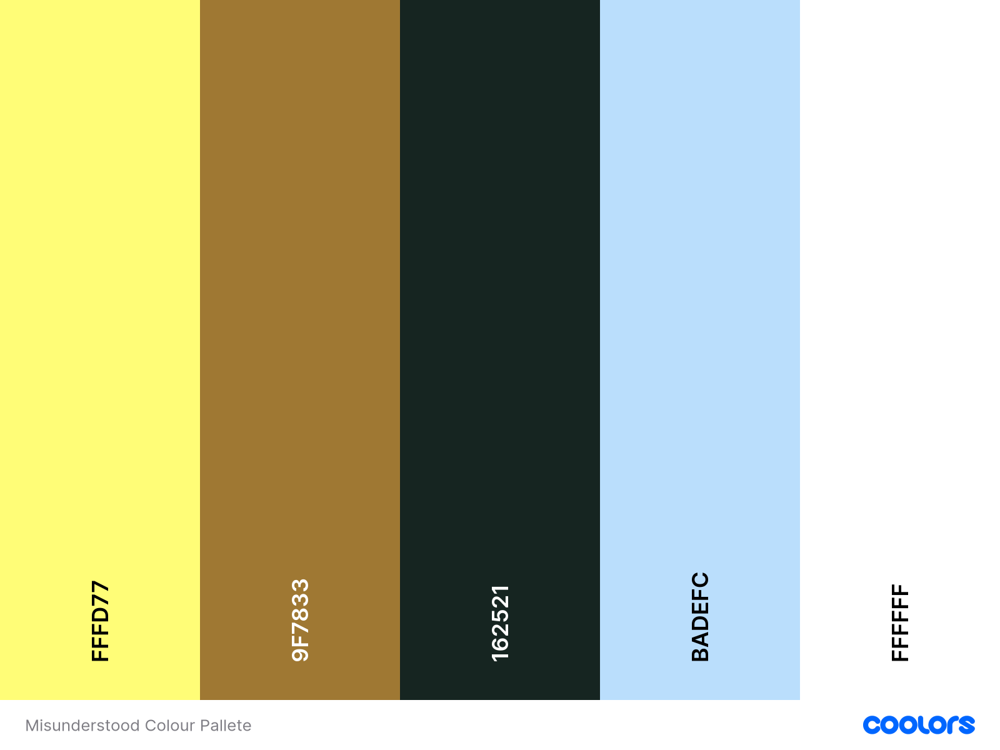 FFFD77
9F7833
162521
BADEFC
FFFFFF
Misunderstood Colour Pallete
coolors